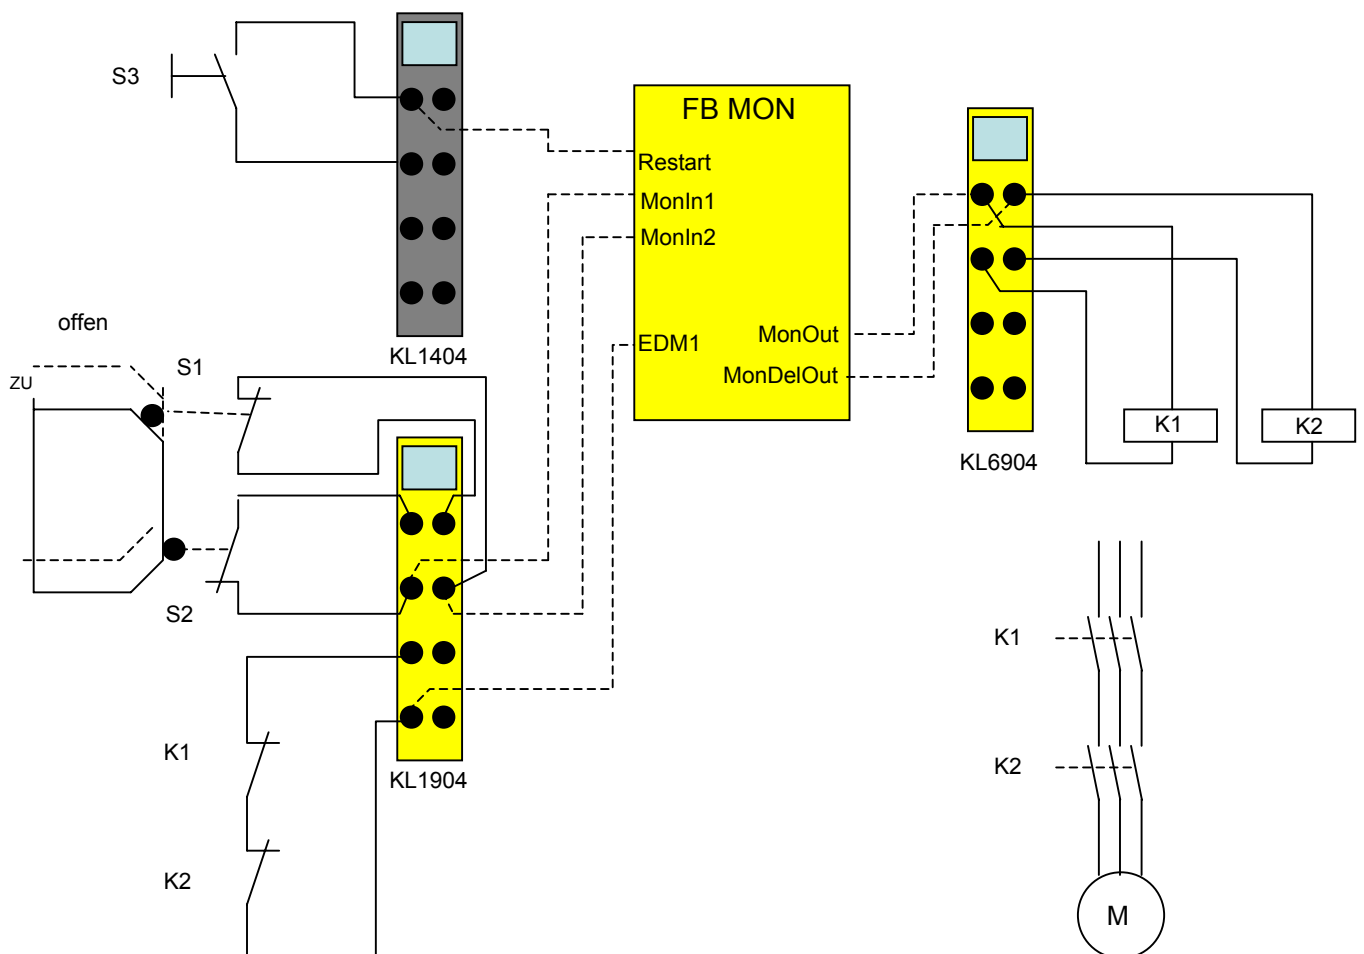 S3
FB MON
Restart
MonIn1
MonIn2
EDM1
MonOut
MonDelOut
KL1404
offen
ZU
S1
S2
KL1904
K1
K2
KL6904
K1
K2
K1
K2
M